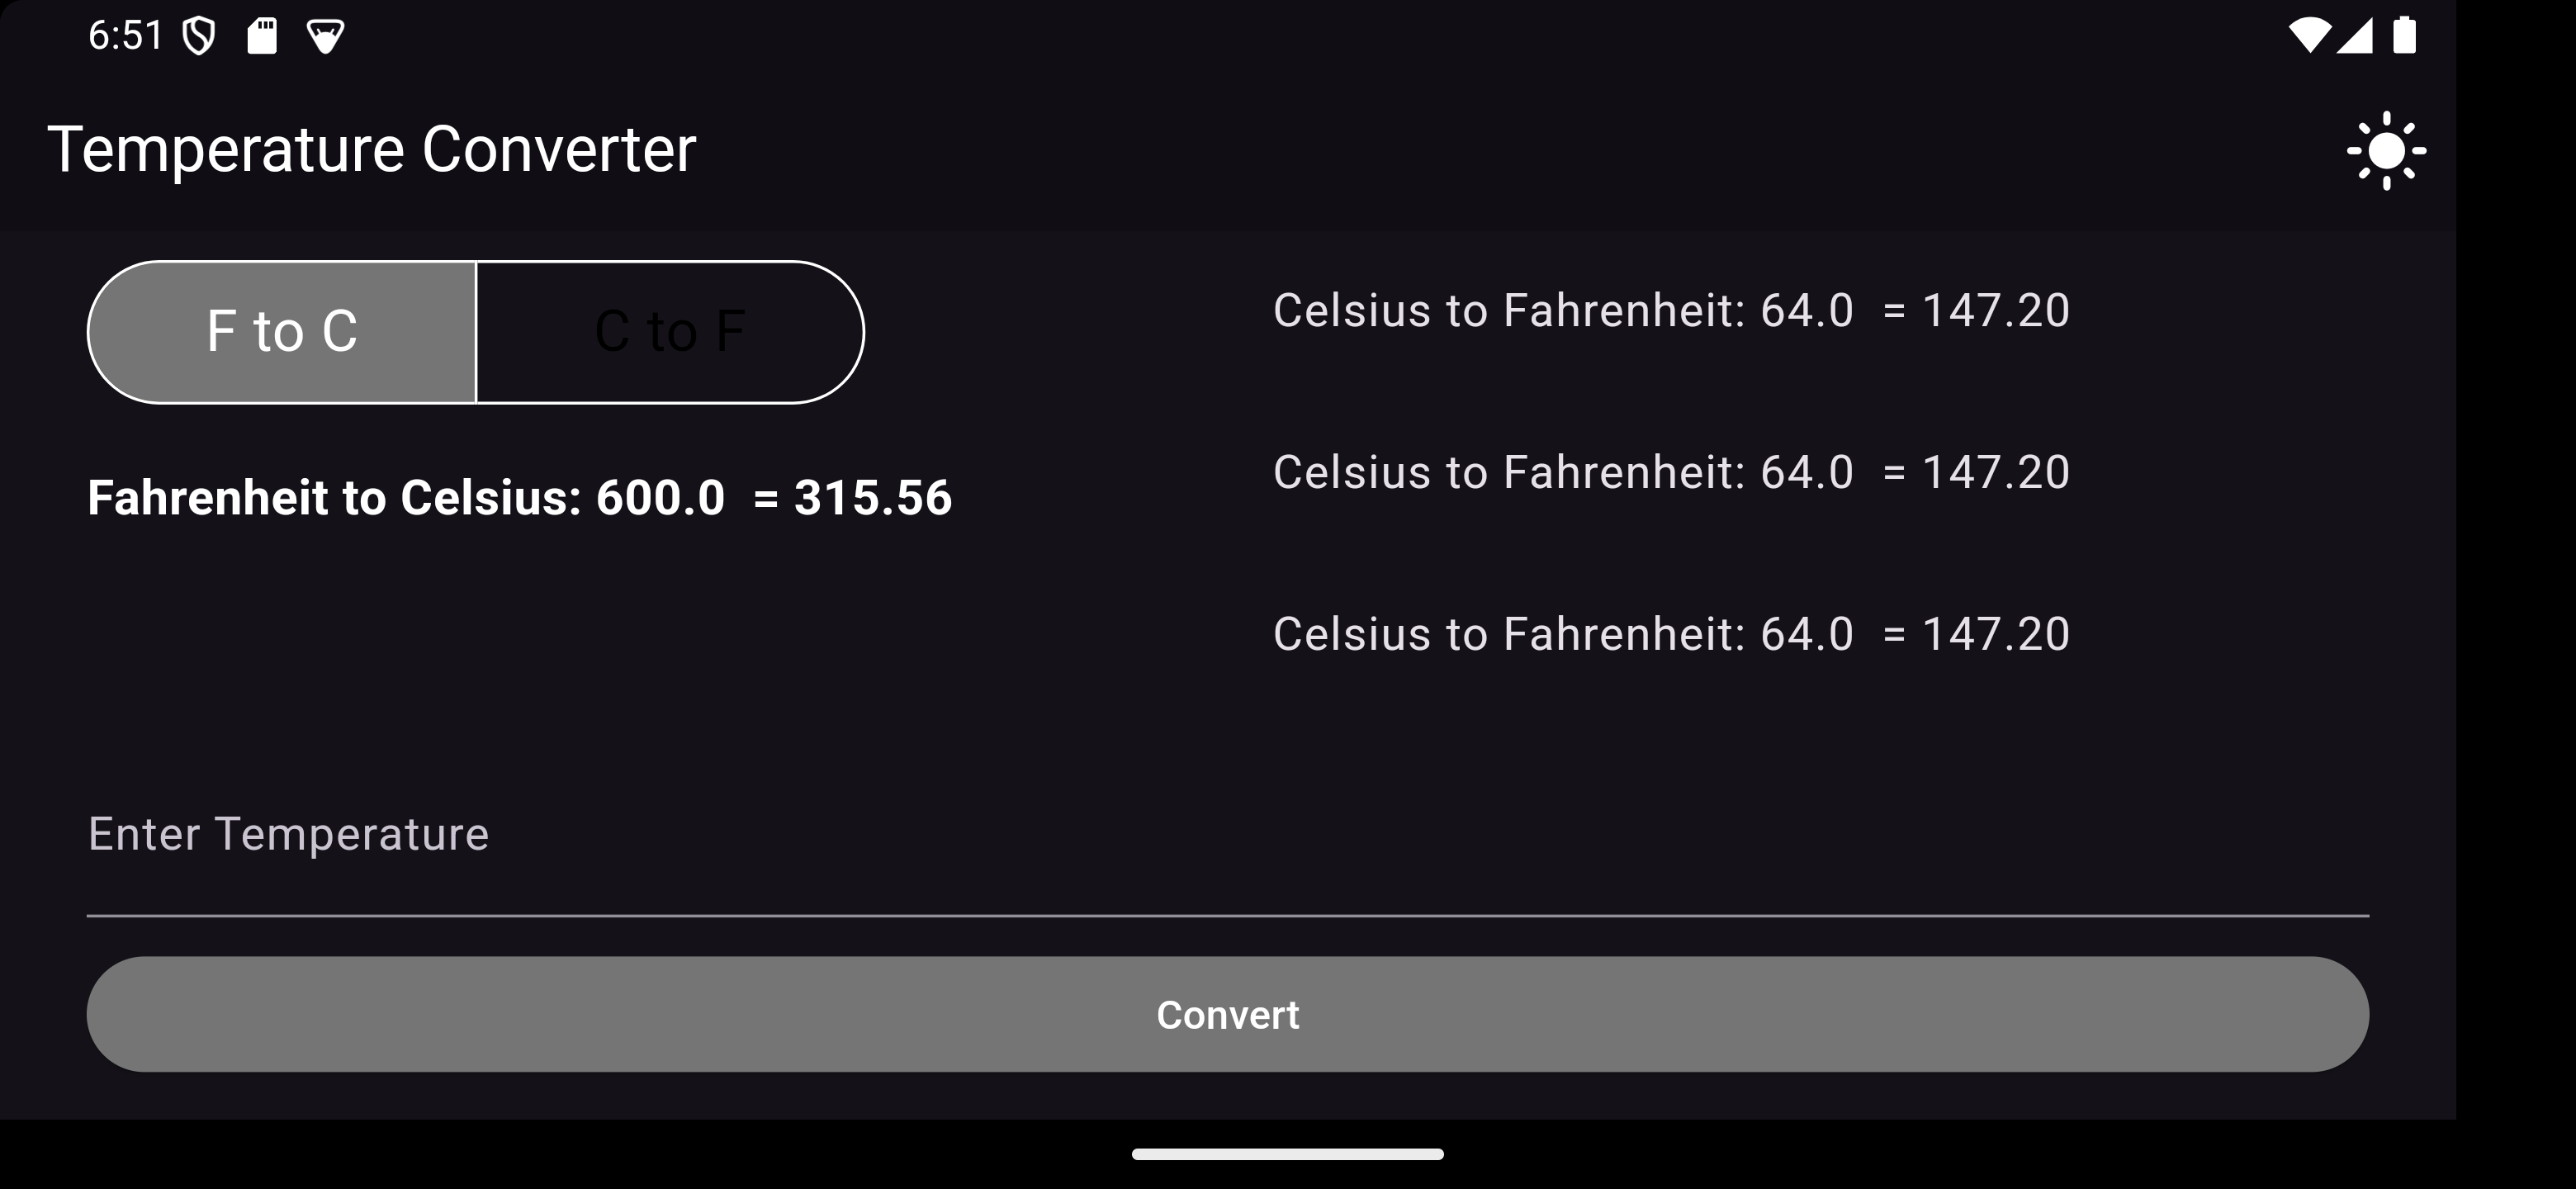 6:51
Temperature Converter
F to C
C to F
Fahrenheit to Celsius: 600.0  = 315.56
Celsius to Fahrenheit: 64.0  = 147.20
Celsius to Fahrenheit: 64.0  = 147.20
Celsius to Fahrenheit: 64.0  = 147.20
Enter Temperature
Convert